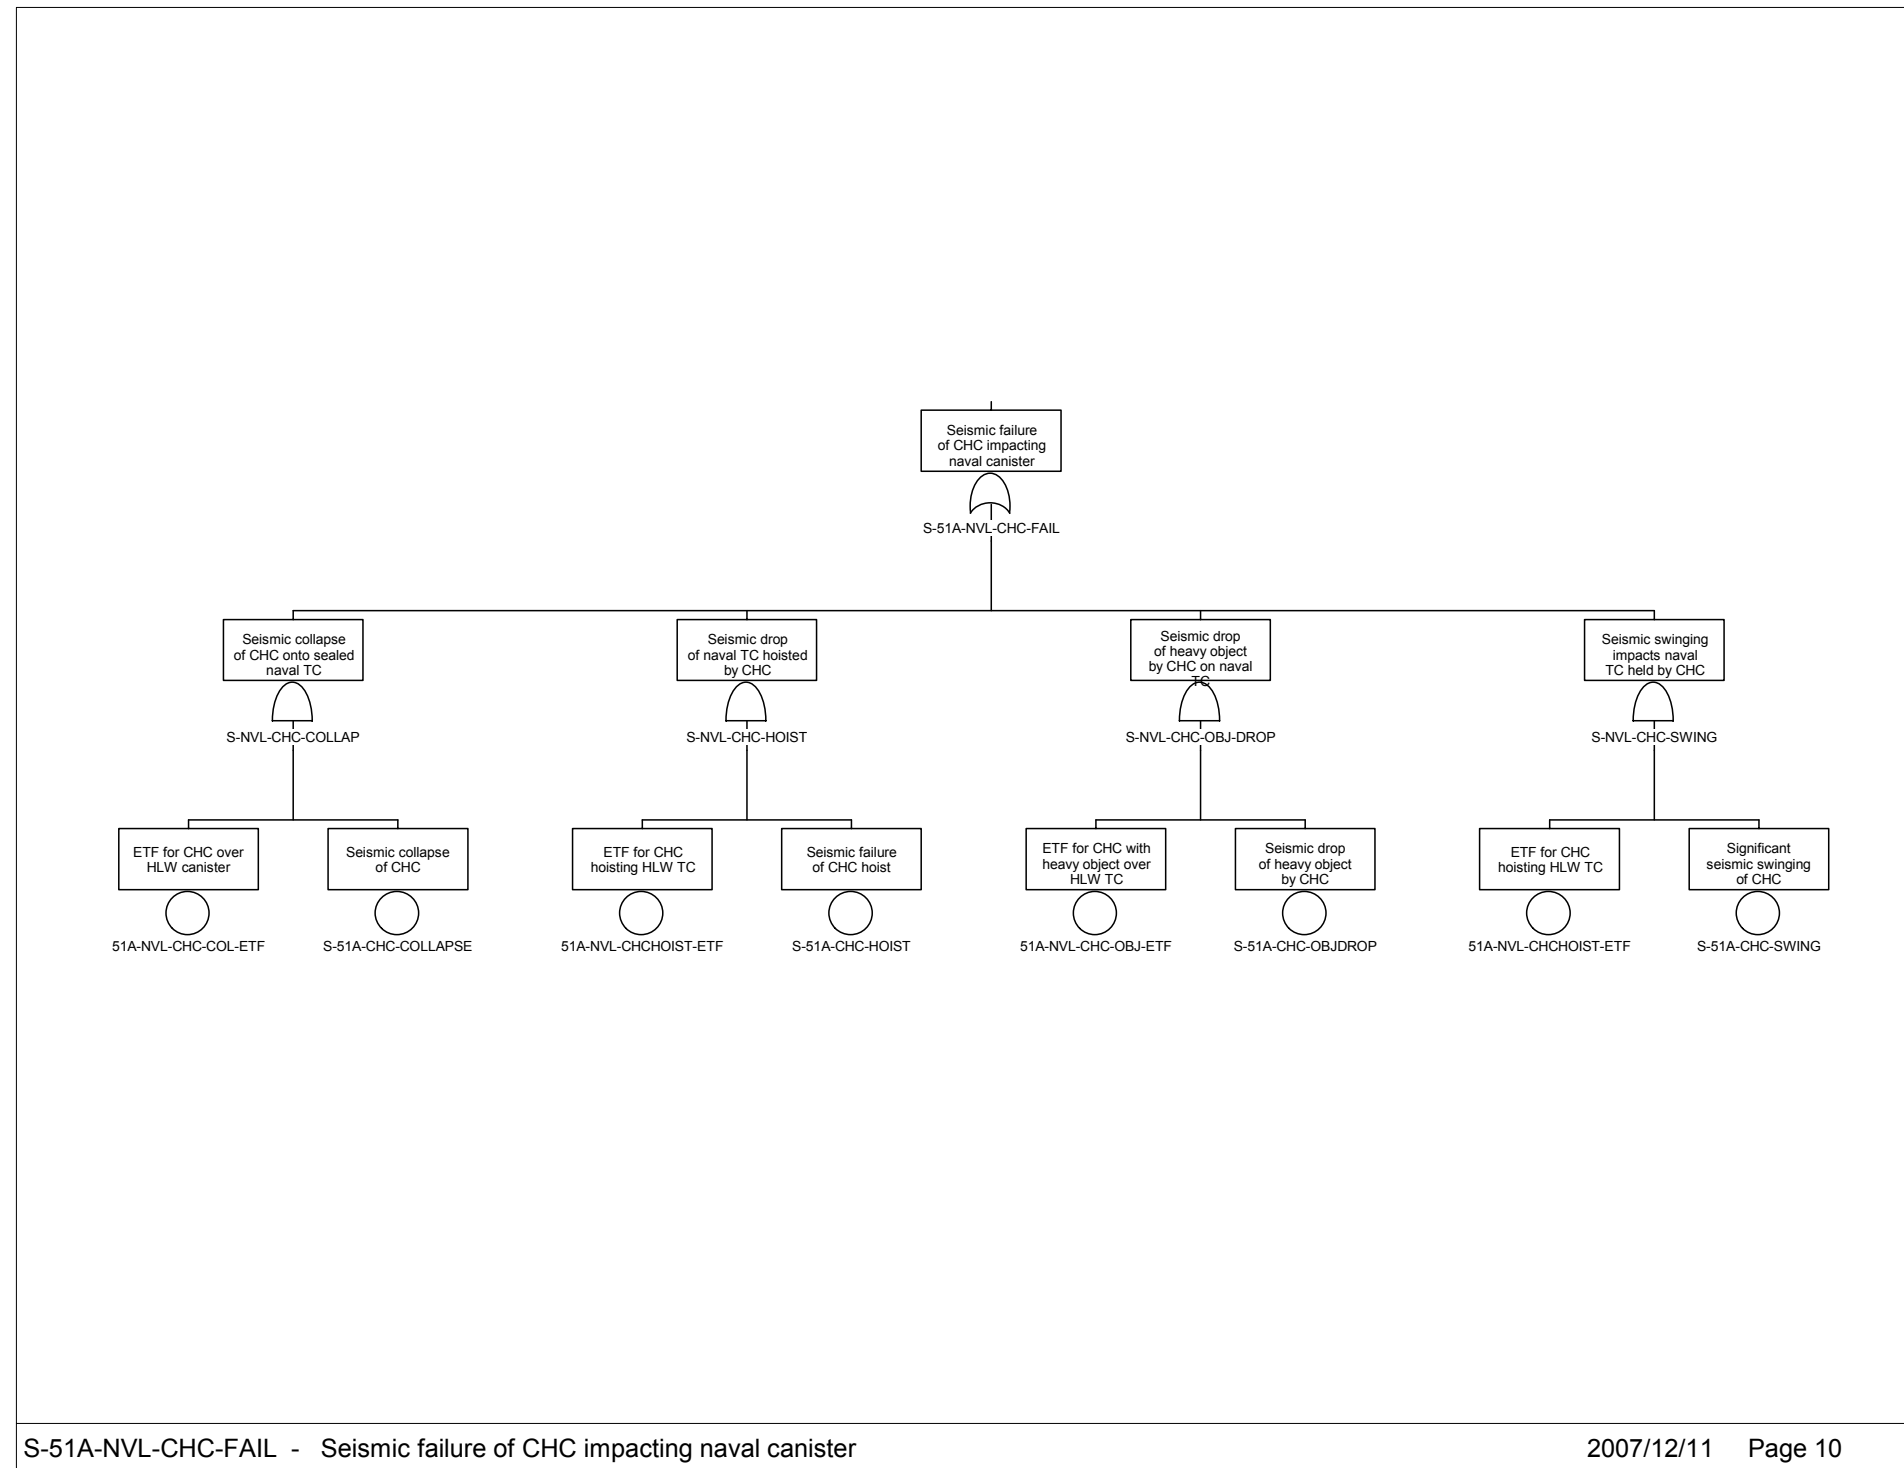 Seismic failure
of CHC impacting
naval canister
S-51A-NVL-CHC-FAIL
Seismic collapse
of CHC onto sealed
naval TC
S-NVL-CHC-COLLAP
Seismic drop
of naval TC hoisted
by CHC
S-NVL-CHC-HOIST
Seismic drop
of heavy object
by CHC on naval
TC
S-NVL-CHC-OBJ-DROP
Seismic swinging
impacts naval
TC held by CHC
S-NVL-CHC-SWING
ETF for CHC over
HLW canister
51A-NVL-CHC-COL-ETF
Seismic collapse
of CHC
S-51A-CHC-COLLAPSE
ETF for CHC
hoisting HLW TC
51A-NVL-CHCHOIST-ETF
Seismic failure
of CHC hoist
S-51A-CHC-HOIST
ETF for CHC with
heavy object over
HLW TC
51A-NVL-CHC-OBJ-ETF
Seismic drop
of heavy object
by CHC
S-51A-CHC-OBJDROP
ETF for CHC
hoisting HLW TC
51A-NVL-CHCHOIST-ETF
Significant
seismic swinging
of CHC
S-51A-CHC-SWING
S-51A-NVL-CHC-FAIL - Seismic failure of CHC impacting naval canister 2007/12/11 Page 10